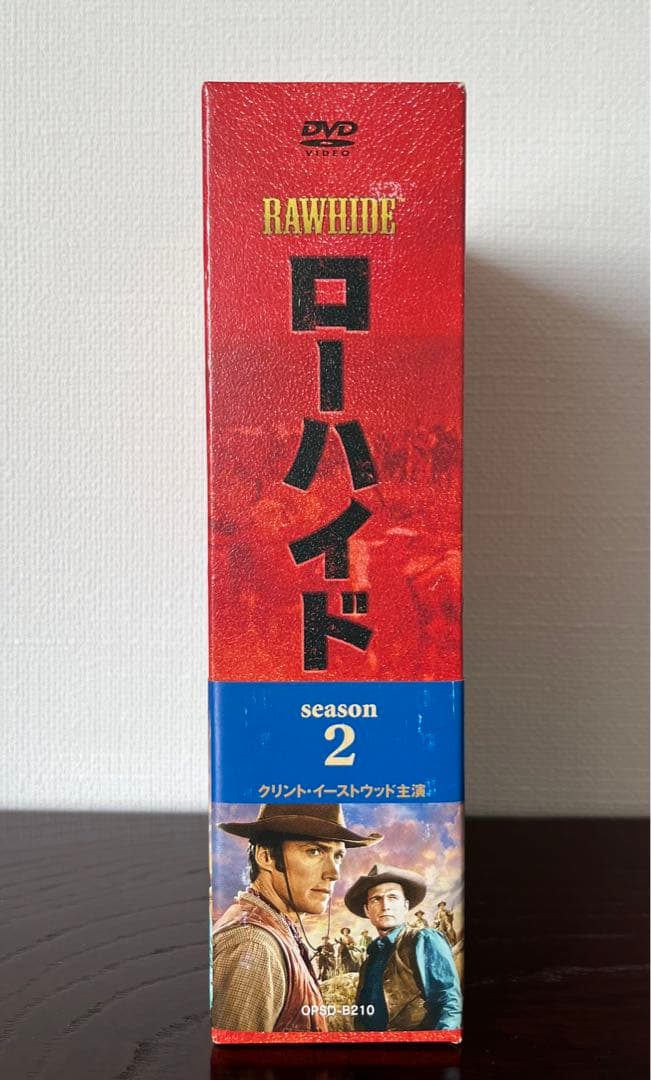 DVD
VIDEO
RAWHIDE™
ローハイド
season
2
クリント・イーストウッド主演
OPSD-B210